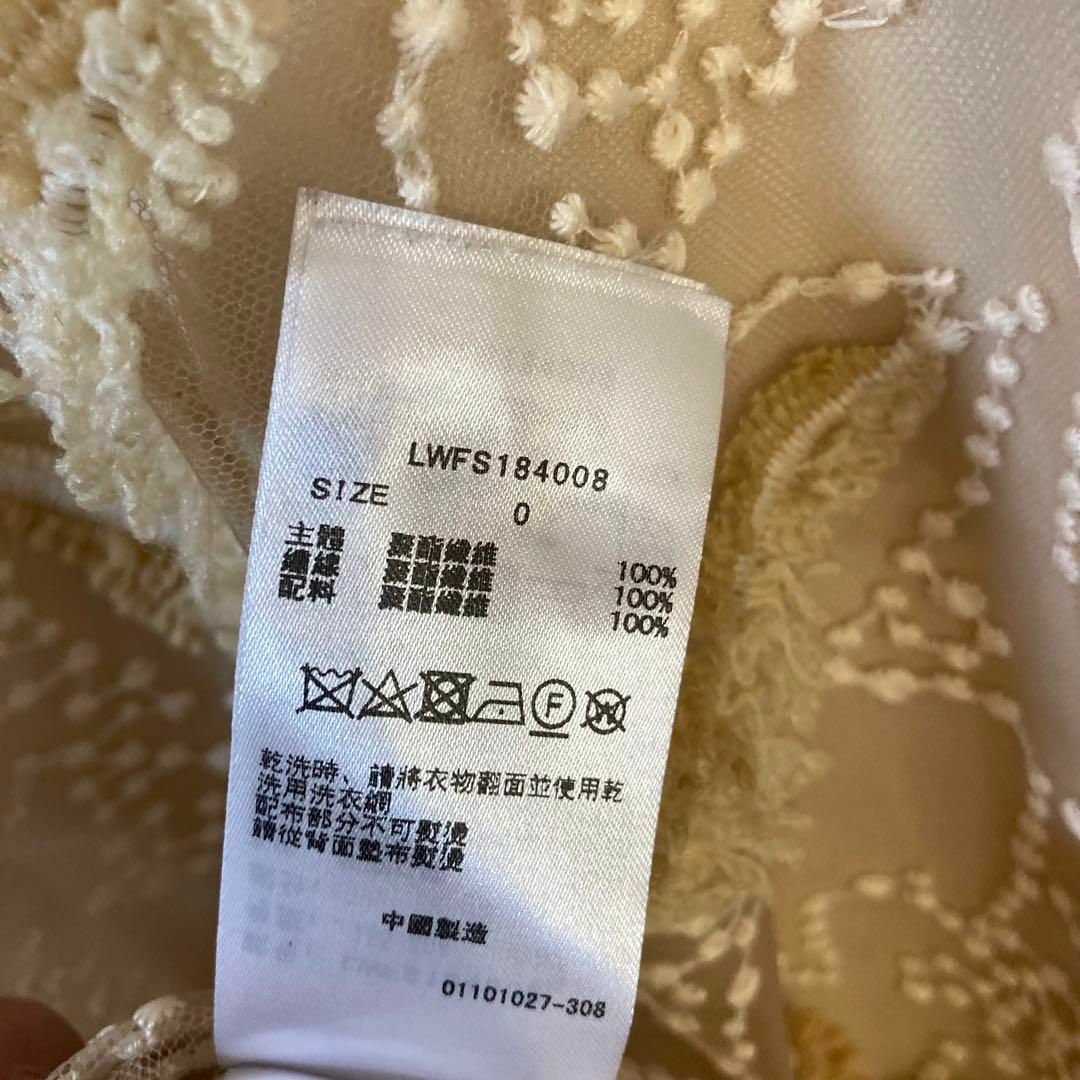 LWFS184008
SIZE 0
主體 聚酯纖維 100%
繡線 聚酯纖維 100%
配料 聚酯纖維 100%
F
W
乾洗時、請將衣物翻面並使用乾
洗用洗衣網
配布部分不可熨燙
請從背面墊布熨燙
中國製造
01101027-308